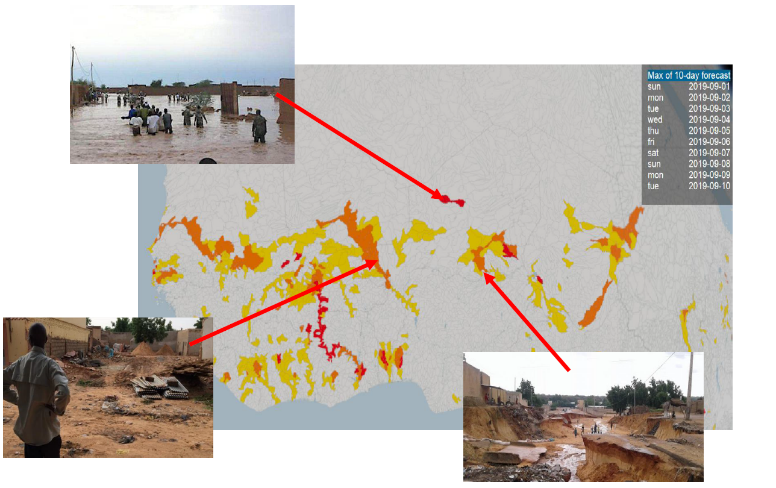 Max of 10-day forecast
sun 2019-09-01
mon 2019-09-02
tue 2019-09-03
wed 2019-09-04
thu 2019-09-05
fri 2019-09-06
sat 2019-09-07
sun 2019-09-08
mon 2019-09-09
tue 2019-09-10